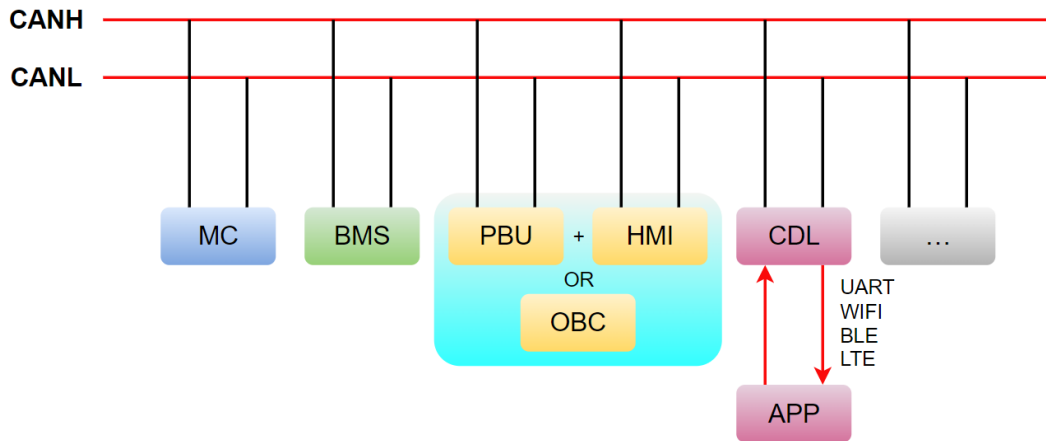 CANH
CANL
MC
BMS
PBU + HMI
OR
OBC
CDL
...
UART
WIFI
BLE
LTE
APP